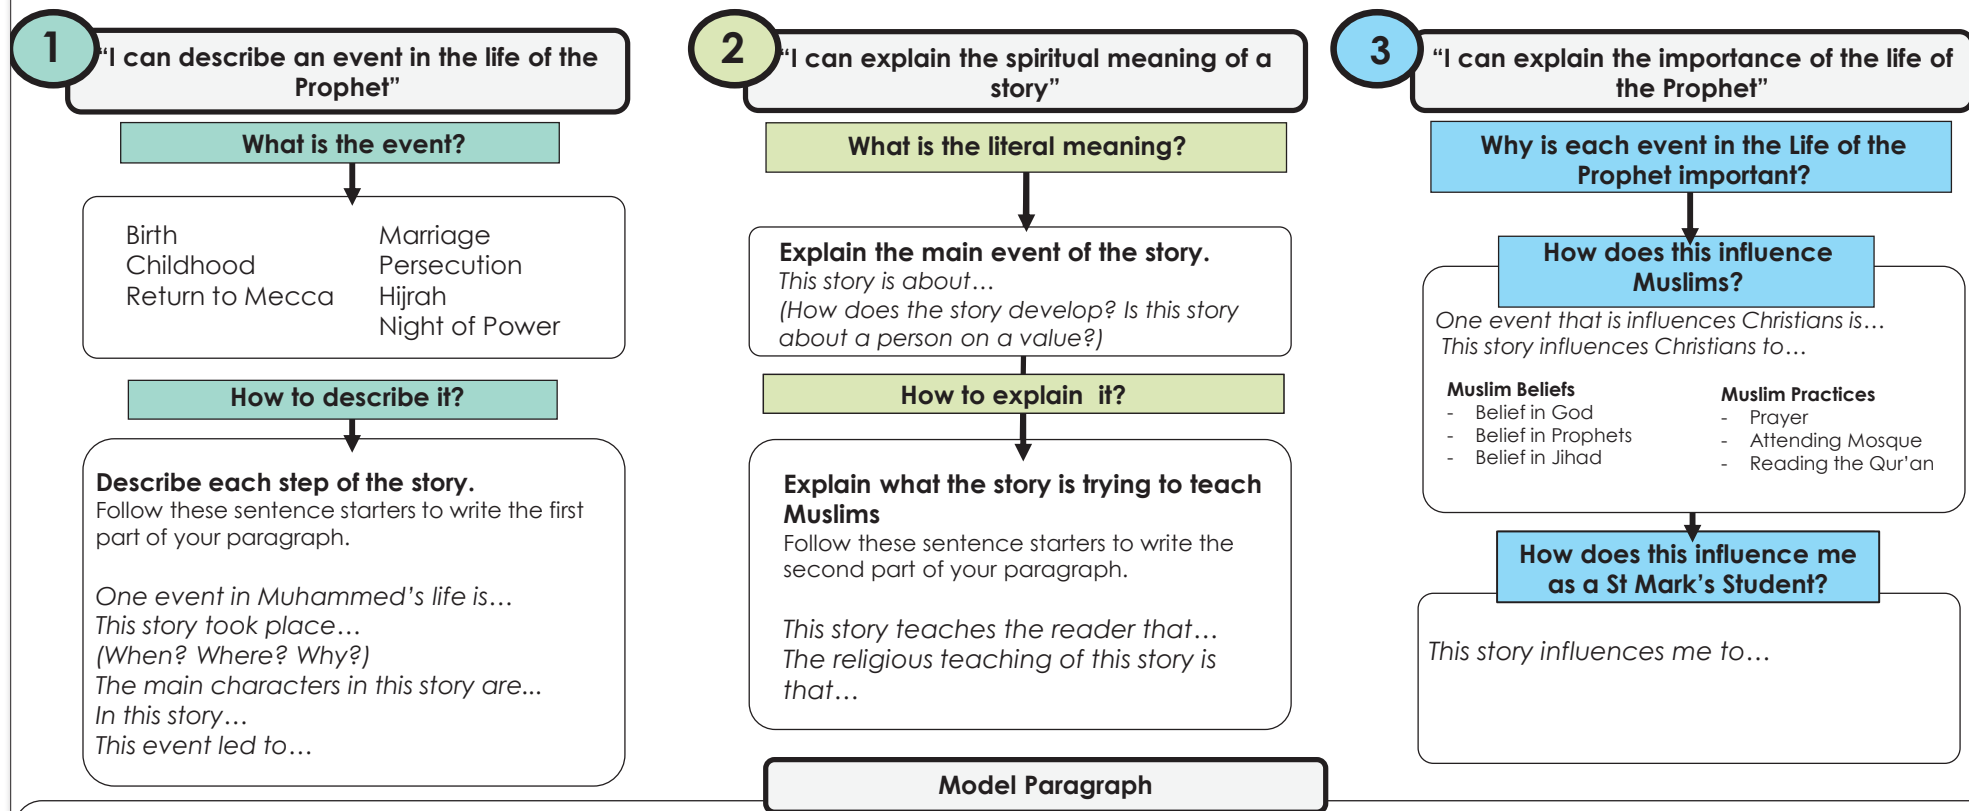 1
"I can describe an event in the life of the
Prophet"
What is the event?
Birth
Childhood
Return to Mecca
Marriage
Persecution
Hijrah
Night of Power
How to describe it?
Describe each step of the story.
Follow these sentence starters to write the first
part of your paragraph.
One event in Muhammed's life is…
This story took place…
(When? Where? Why?)
The main characters in this story are...
In this story…
This event led to…
2
"I can explain the spiritual meaning of a
story"
What is the literal meaning?
Explain the main event of the story.
This story is about…
(How does the story develop? Is this story
about a person on a value?)
How to explain it?
Explain what the story is trying to teach
Muslims
Follow these sentence starters to write the
second part of your paragraph.
This story teaches the reader that…
The religious teaching of this story is
that…
3
"I can explain the importance of the life of
the Prophet"
Why is each event in the Life of the
Prophet important?
How does this influence
Muslims?
One event that is influences Christians is…
This story influences Christians to…
Muslim Beliefs
- Belief in God
- Belief in Prophets
- Belief in Jihad
Muslim Practices
- Prayer
- Attending Mosque
- Reading the Qur'an
How does this influence me
as a St Mark's Student?
This story influences me to…
Model Paragraph